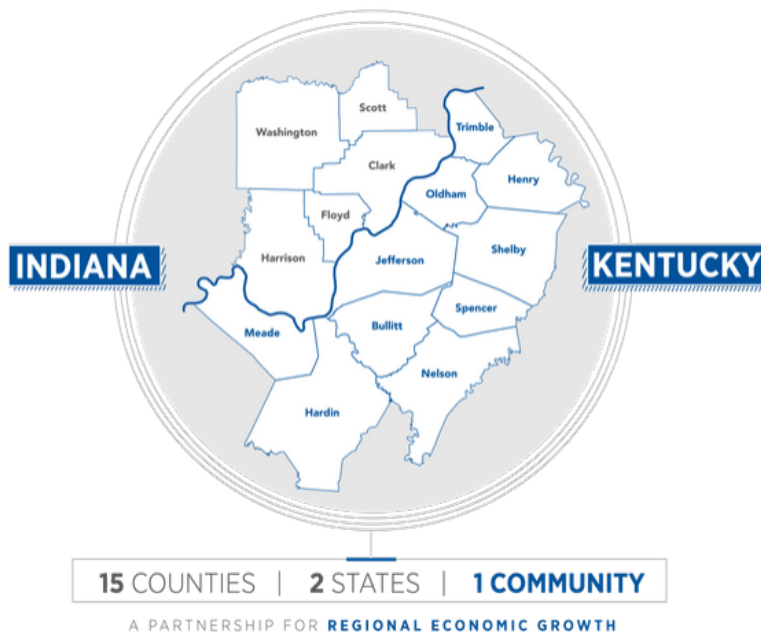 Scott
Washington
Trimble
Clark
Henry
Oldham
Floyd
Shelby
Harrison
Jefferson
INDIANA
KENTUCKY
Spencer
Meade
Bullitt
Nelson
Hardin
15 COUNTIES | 2 STATES | 1 COMMUNITY
A PARTNERSHIP FOR REGIONAL ECONOMIC GROWTH